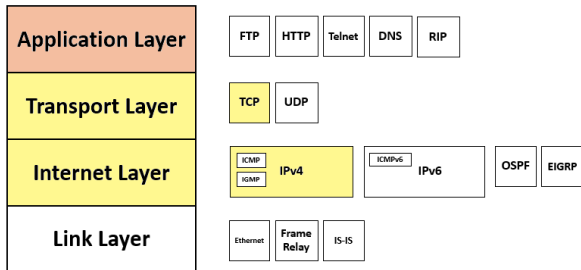 Application Layer
FTP
HTTP
Telnet
DNS
RIP
Transport Layer
TCP
UDP
Internet Layer
ICMP
IGMP
IPv4
ICMPv6
IPv6
OSPF
EIGRP
Link Layer
Ethernet
Frame
Relay
IS-IS